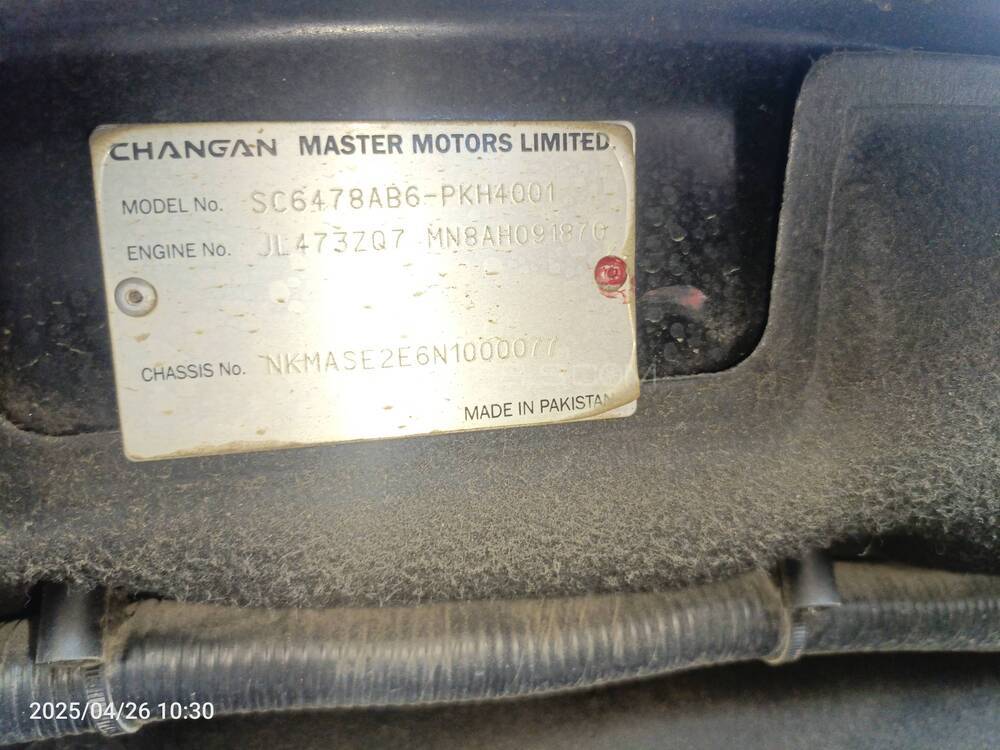 CHANGAN MASTER MOTORS LIMITED.
MODEL No. SC6478AB6-PKH4001
ENGINE No. JL473ZQ7 MN8AH091870
CHASSIS No. NKMASE2E6N1000077
MADE IN PAKISTAN
2025/04/26 10:30